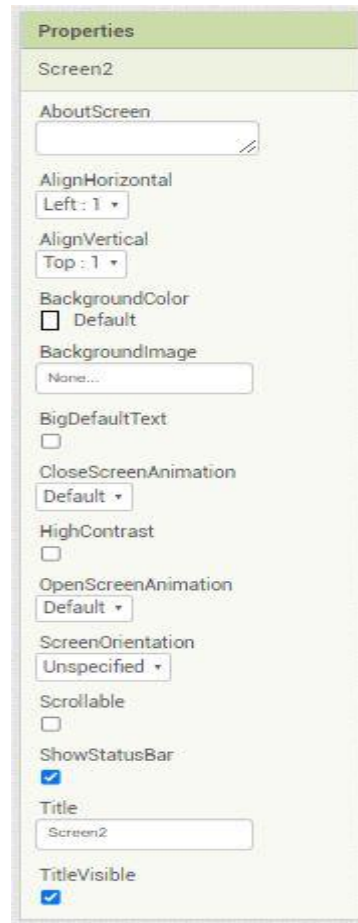 Properties
Screen2
AboutScreen
AlignHorizontal
Left : 1
AlignVertical
Top : 1
BackgroundColor
Default
BackgroundImage
None...
BigDefaultText
CloseScreenAnimation
Default
HighContrast
OpenScreenAnimation
Default
ScreenOrientation
Unspecified
Scrollable
ShowStatusBar
Title
Screen2
TitleVisible